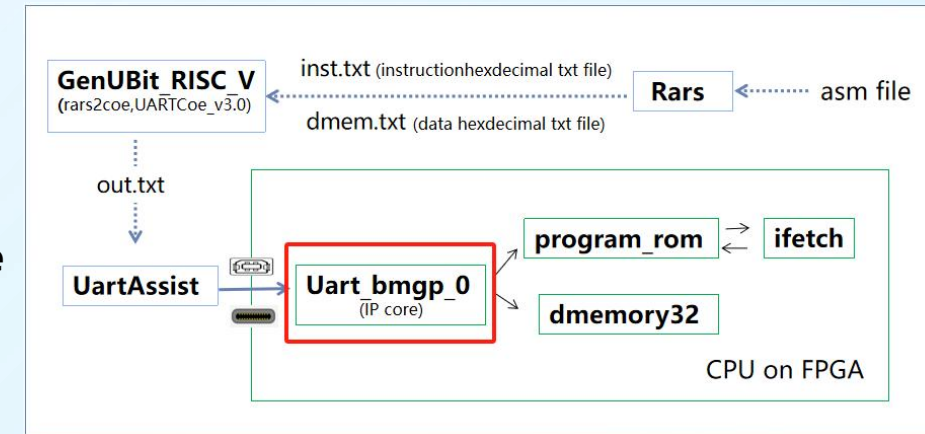 GenUBit_RISC_V
(rars2coe,UARTCoe_v3.0)
inst.txt (instructionhexdecimal txt file)
dmem.txt (data hexdecimal txt file)
Rars
asm file
out.txt
UartAssist
Uart_bmgp_0
(IP core)
program_rom
ifetch
dmemory32
CPU on FPGA
e